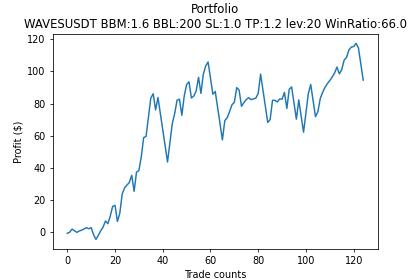 Portfolio
WAVESUSDT BBM:1.6 BBL:200 SL:1.0 TP:1.2 lev:20 WinRatio:66.0
120
100
80
60
40
20
0
Profit ($)
0 20 40 60 80 100 120
Trade counts